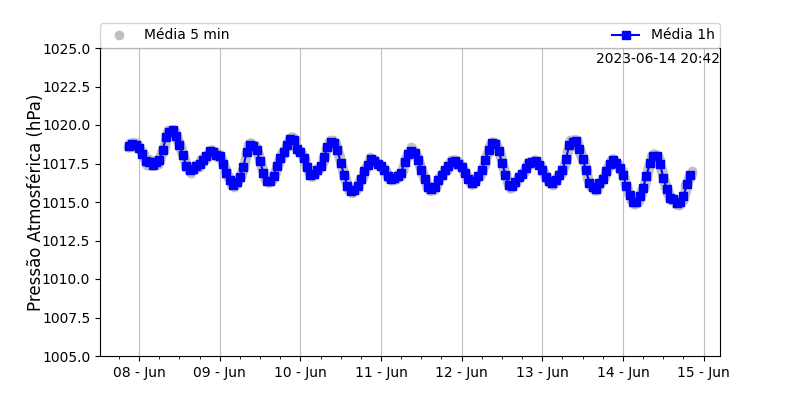 Média 5 min
Média 1h
2023-06-14 20:42
Pressão Atmosférica (hPa)
1025.0
1022.5
1020.0
1017.5
1015.0
1012.5
1010.0
1007.5
1005.0
08 - Jun
09 - Jun
10 - Jun
11 - Jun
12 - Jun
13 - Jun
14 - Jun
15 - Jun